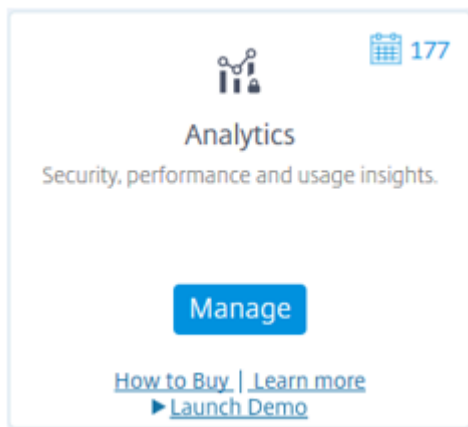 177
Analytics
Security, performance and usage insights.
Manage
How to Buy | Learn more
▶ Launch Demo